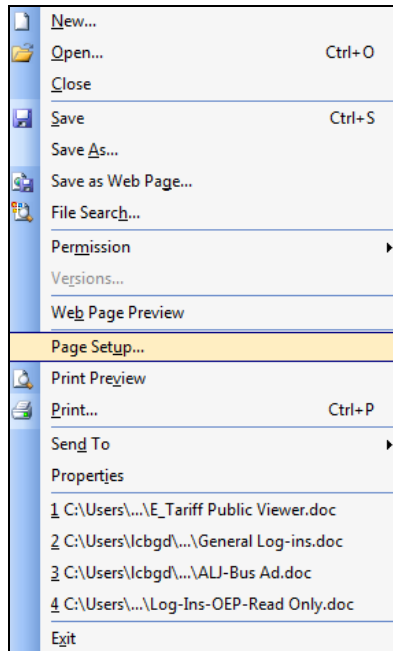 New...
Open... Ctrl+O
Close
Save Ctrl+S
Save As...
Save as Web Page...
File Search...
Permission
Versions...
Web Page Preview
Page Setup...
Print Preview
Print... Ctrl+P
Send To
Properties
1 C:\Users\...\E_Tariff Public Viewer.doc
2 C:\Users\lcbgd\...\General Log-ins.doc
3 C:\Users\lcbgd\...\ALJ-Bus Ad.doc
4 C:\Users\...\Log-Ins-OEP-Read Only.doc
Exit